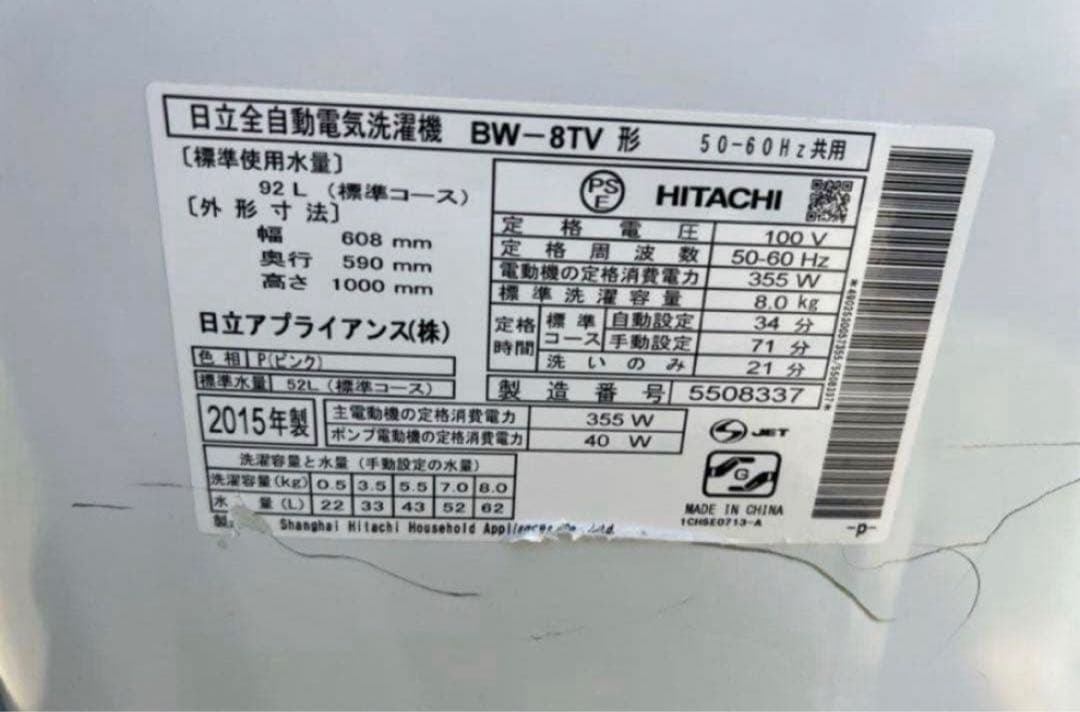 日立全自動電気洗濯機 BW-8TV 形 50-60Hz共用
〔標準使用水量〕
92 L (標準コース)
〔外形寸法〕
幅 608 mm
奥行 590 mm
高さ 1000 mm
日立アプライアンス(株)
色相 P(ピンク)
標準水量 52L (標準コース)
PS
E
HITACHI
定格電圧 100 V
定格周波数 50-60 Hz
電動機の定格消費電力 355 W
標準洗濯容量 8.0 kg
定格時間 標準コース 自動設定 34 分
手動設定 71 分
洗いのみ 21 分
製造番号 5508337
2015年製
主電動機の定格消費電力 355 W
ポンプ電動機の定格消費電力 40 W
洗濯容量と水量 (手動設定の水量)
洗濯容量(kg) 0.5 3.5 5.5 7.0 8.0
水量(L) 22 33 43 52 62
製 Shanghai Hitachi Household Appliances Co.,Ltd.
S JET
G
MADE IN CHINA
1CHSE0713-A
-p-